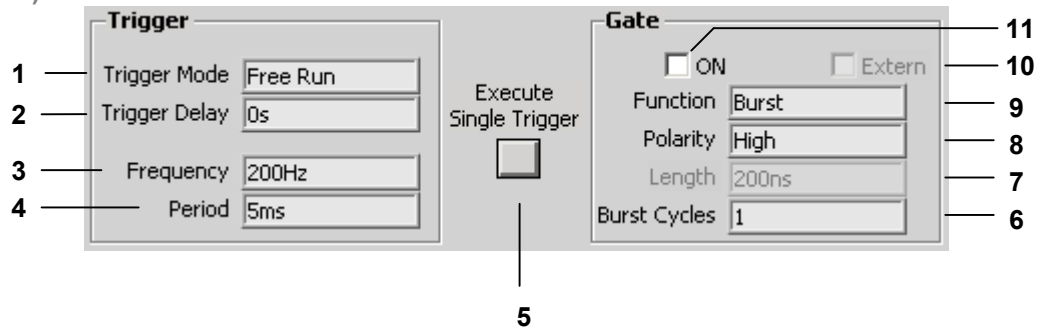 )
Trigger
1 Trigger Mode Free Run
2 Trigger Delay 0s
3 Frequency 200Hz
4 Period 5ms
Execute
Single Trigger
5
Gate
11
ON Extern 10
Function Burst 9
Polarity High 8
Length 200ns 7
Burst Cycles 1 6